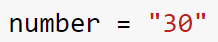 number = "30"